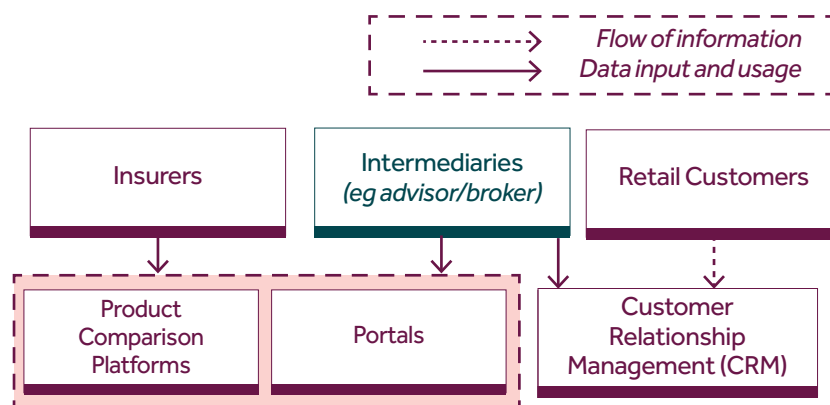 Flow of information
Data input and usage
Insurers
Intermediaries
(eg advisor/broker)
Retail Customers
Product
Comparison
Platforms
Portals
Customer
Relationship
Management (CRM)